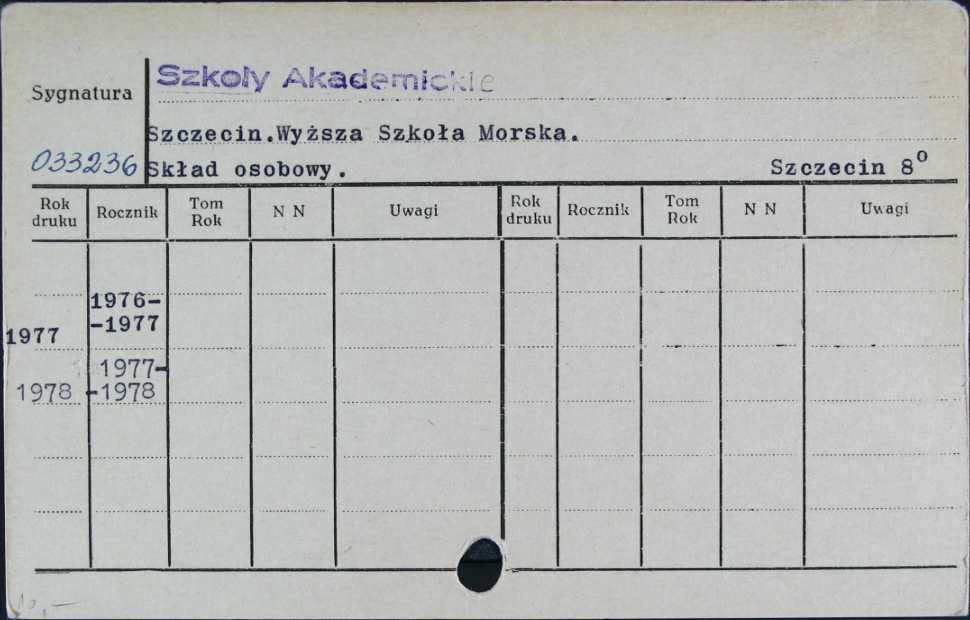 Szkoły Akademickie
Sygnatura
Szczecin.Wyższa Szkoła Morska.
033236 Skład osobowy. Szczecin 8⁰
Rok druku Rocznik Tom Rok N N Uwagi Rok druku Rocznik Tom Rok N N Uwagi
1976-
1977 -1977
1977-
1978 -1978